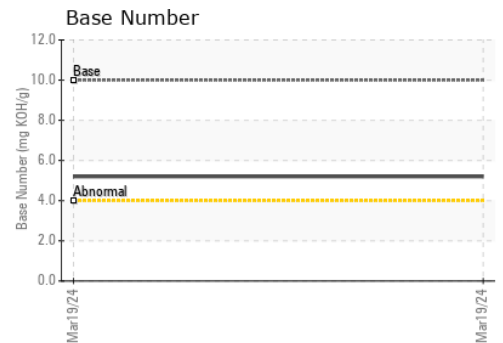 Base Number
12.0
Base
10.0
8.0
6.0
Abnormal
4.0
2.0
0.0
Base Number (mg KOH/g)
Mar19/24
Mar19/24